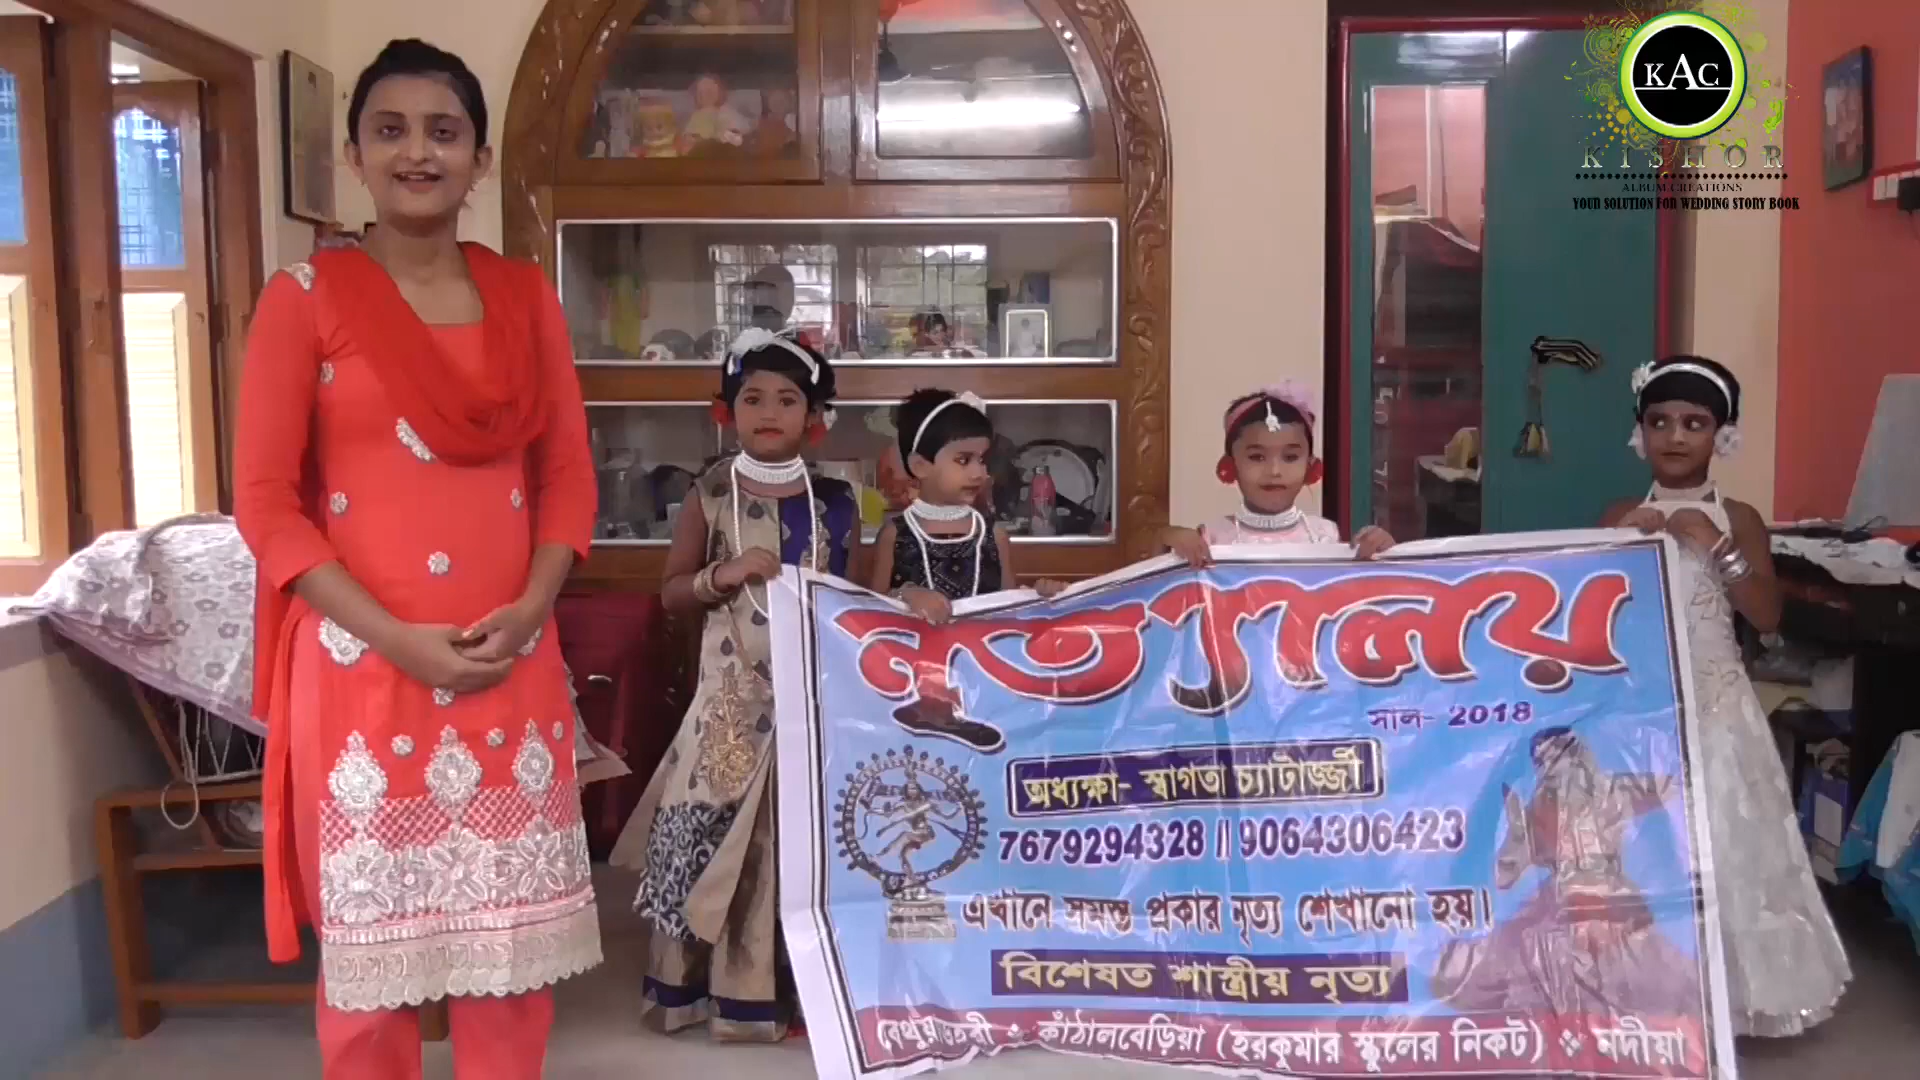 KAC
KISHOR
ALBUM CREATIONS
YOUR SOLUTION FOR WEDDING STORY BOOK
নৃত্যালয়
সাল- 2018
অধ্যক্ষা- স্বাগতা চ্যাটার্জ্জী
7679294328 || 9064306423
এখানে সমস্ত প্রকার নৃত্য শেখানো হয়।
বিশেষত শাস্ত্রীয় নৃত্য
বেথুয়াডহরী কাঁঠালবেড়িয়া (হরকুমার স্কুলের নিকট) নদীয়া